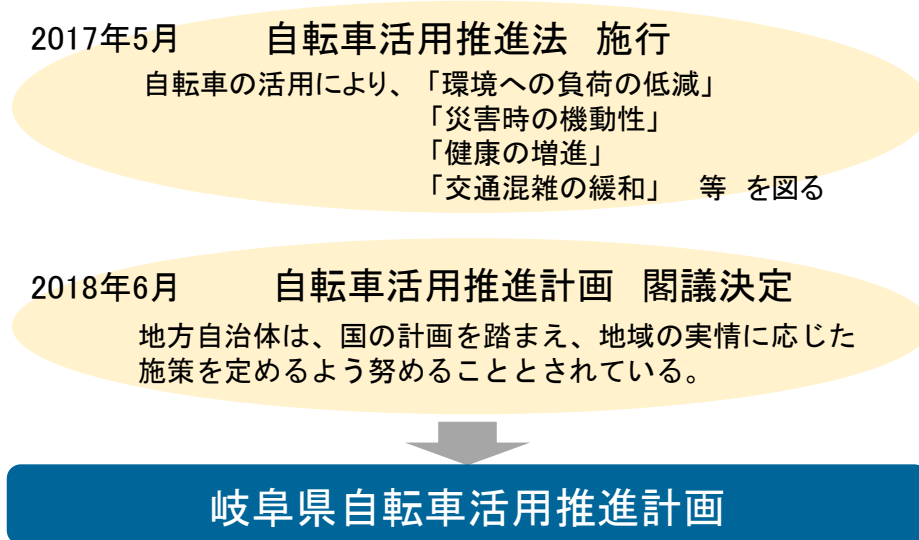 2017年5月　自転車活用推進法　施行
自転車の活用により、「環境への負荷の低減」
「災害時の機動性」
「健康の増進」
「交通混雑の緩和」　等　を図る
2018年6月　自転車活用推進計画　閣議決定
地方自治体は、国の計画を踏まえ、地域の実情に応じた
施策を定めるよう努めることとされている。
岐阜県自転車活用推進計画